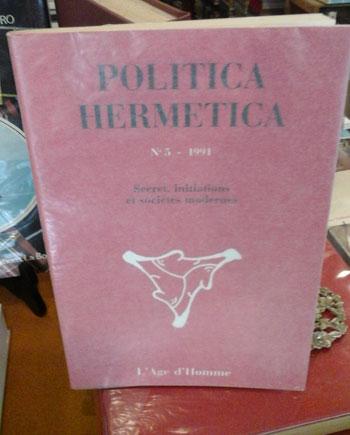 POLITICA
HERMETICA
N° 5 - 1991
Secret, initiations
et sociétés modernes
L'Age d'Homme